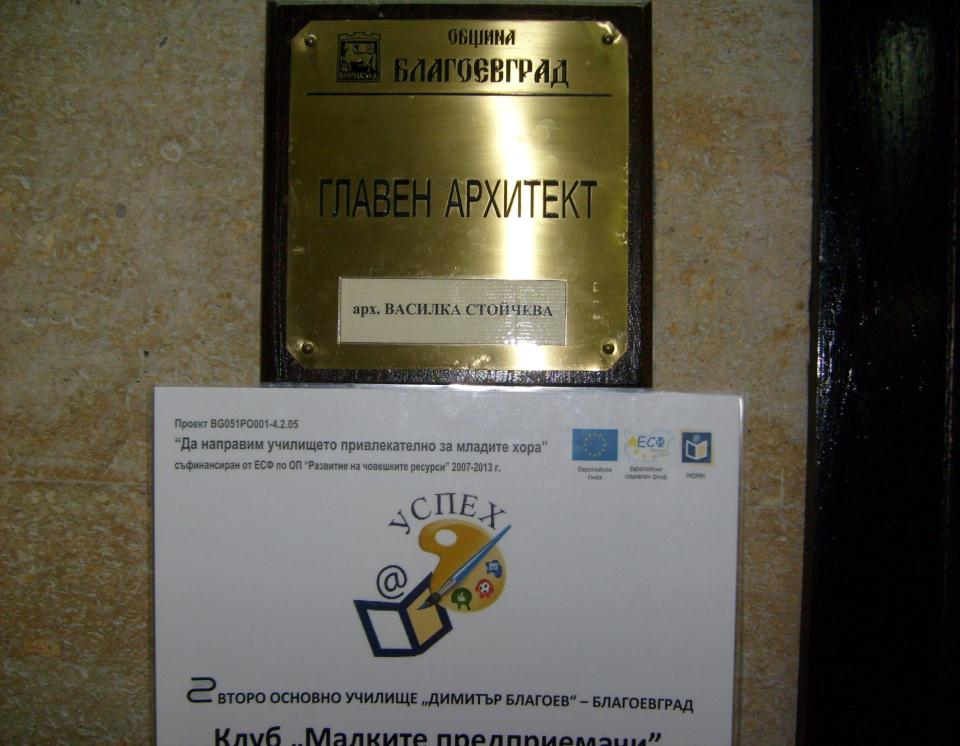 ОБЩИНА
БЛАГОЕВГРАД
БЛАГОЕВГРАД
ГЛАВЕН АРХИТЕКТ
арх. ВАСИЛКА СТОЙЧЕВА
Проект BG051PO001-4.2.05
“Да направим училището привлекателно за младите хора”
съфинансиран от ЕСФ по ОП “Развитие на човешките ресурси” 2007-2013 г.
ЕСФ
Европейски съюз
Европейски социален фонд
МОМН
УСПЕХ
@
2 ВТОРО ОСНОВНО УЧИЛИЩЕ „ДИМИТЪР БЛАГОЕВ“ – БЛАГОЕВГРАД
Клуб „Малките предприемачи”